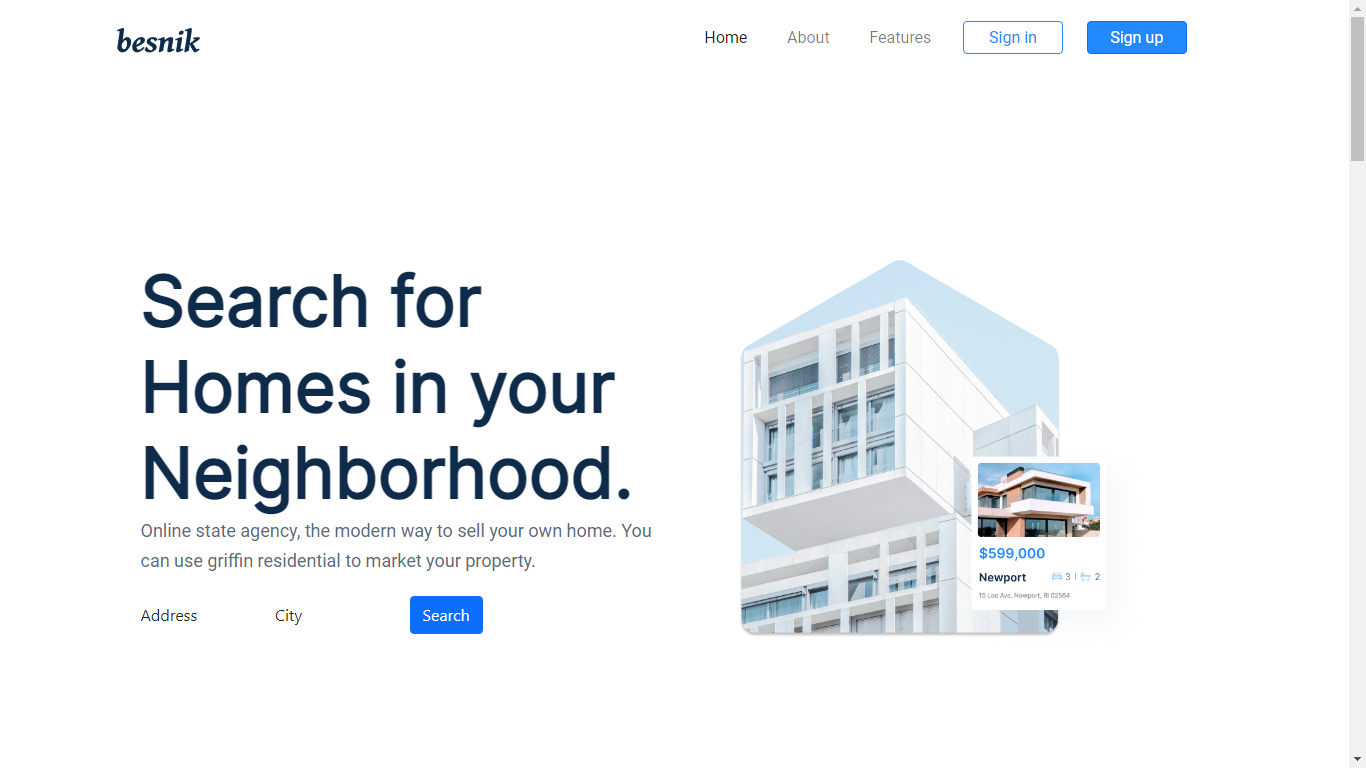 besnik
Home About Features Sign in Sign up
Search for
Homes in your
Neighborhood.
Online state agency, the modern way to sell your own home. You
can use griffin residential to market your property.
Address City Search
$599,000
Newport 3 | 2
15 Lee Ave, Newport, RI 02564